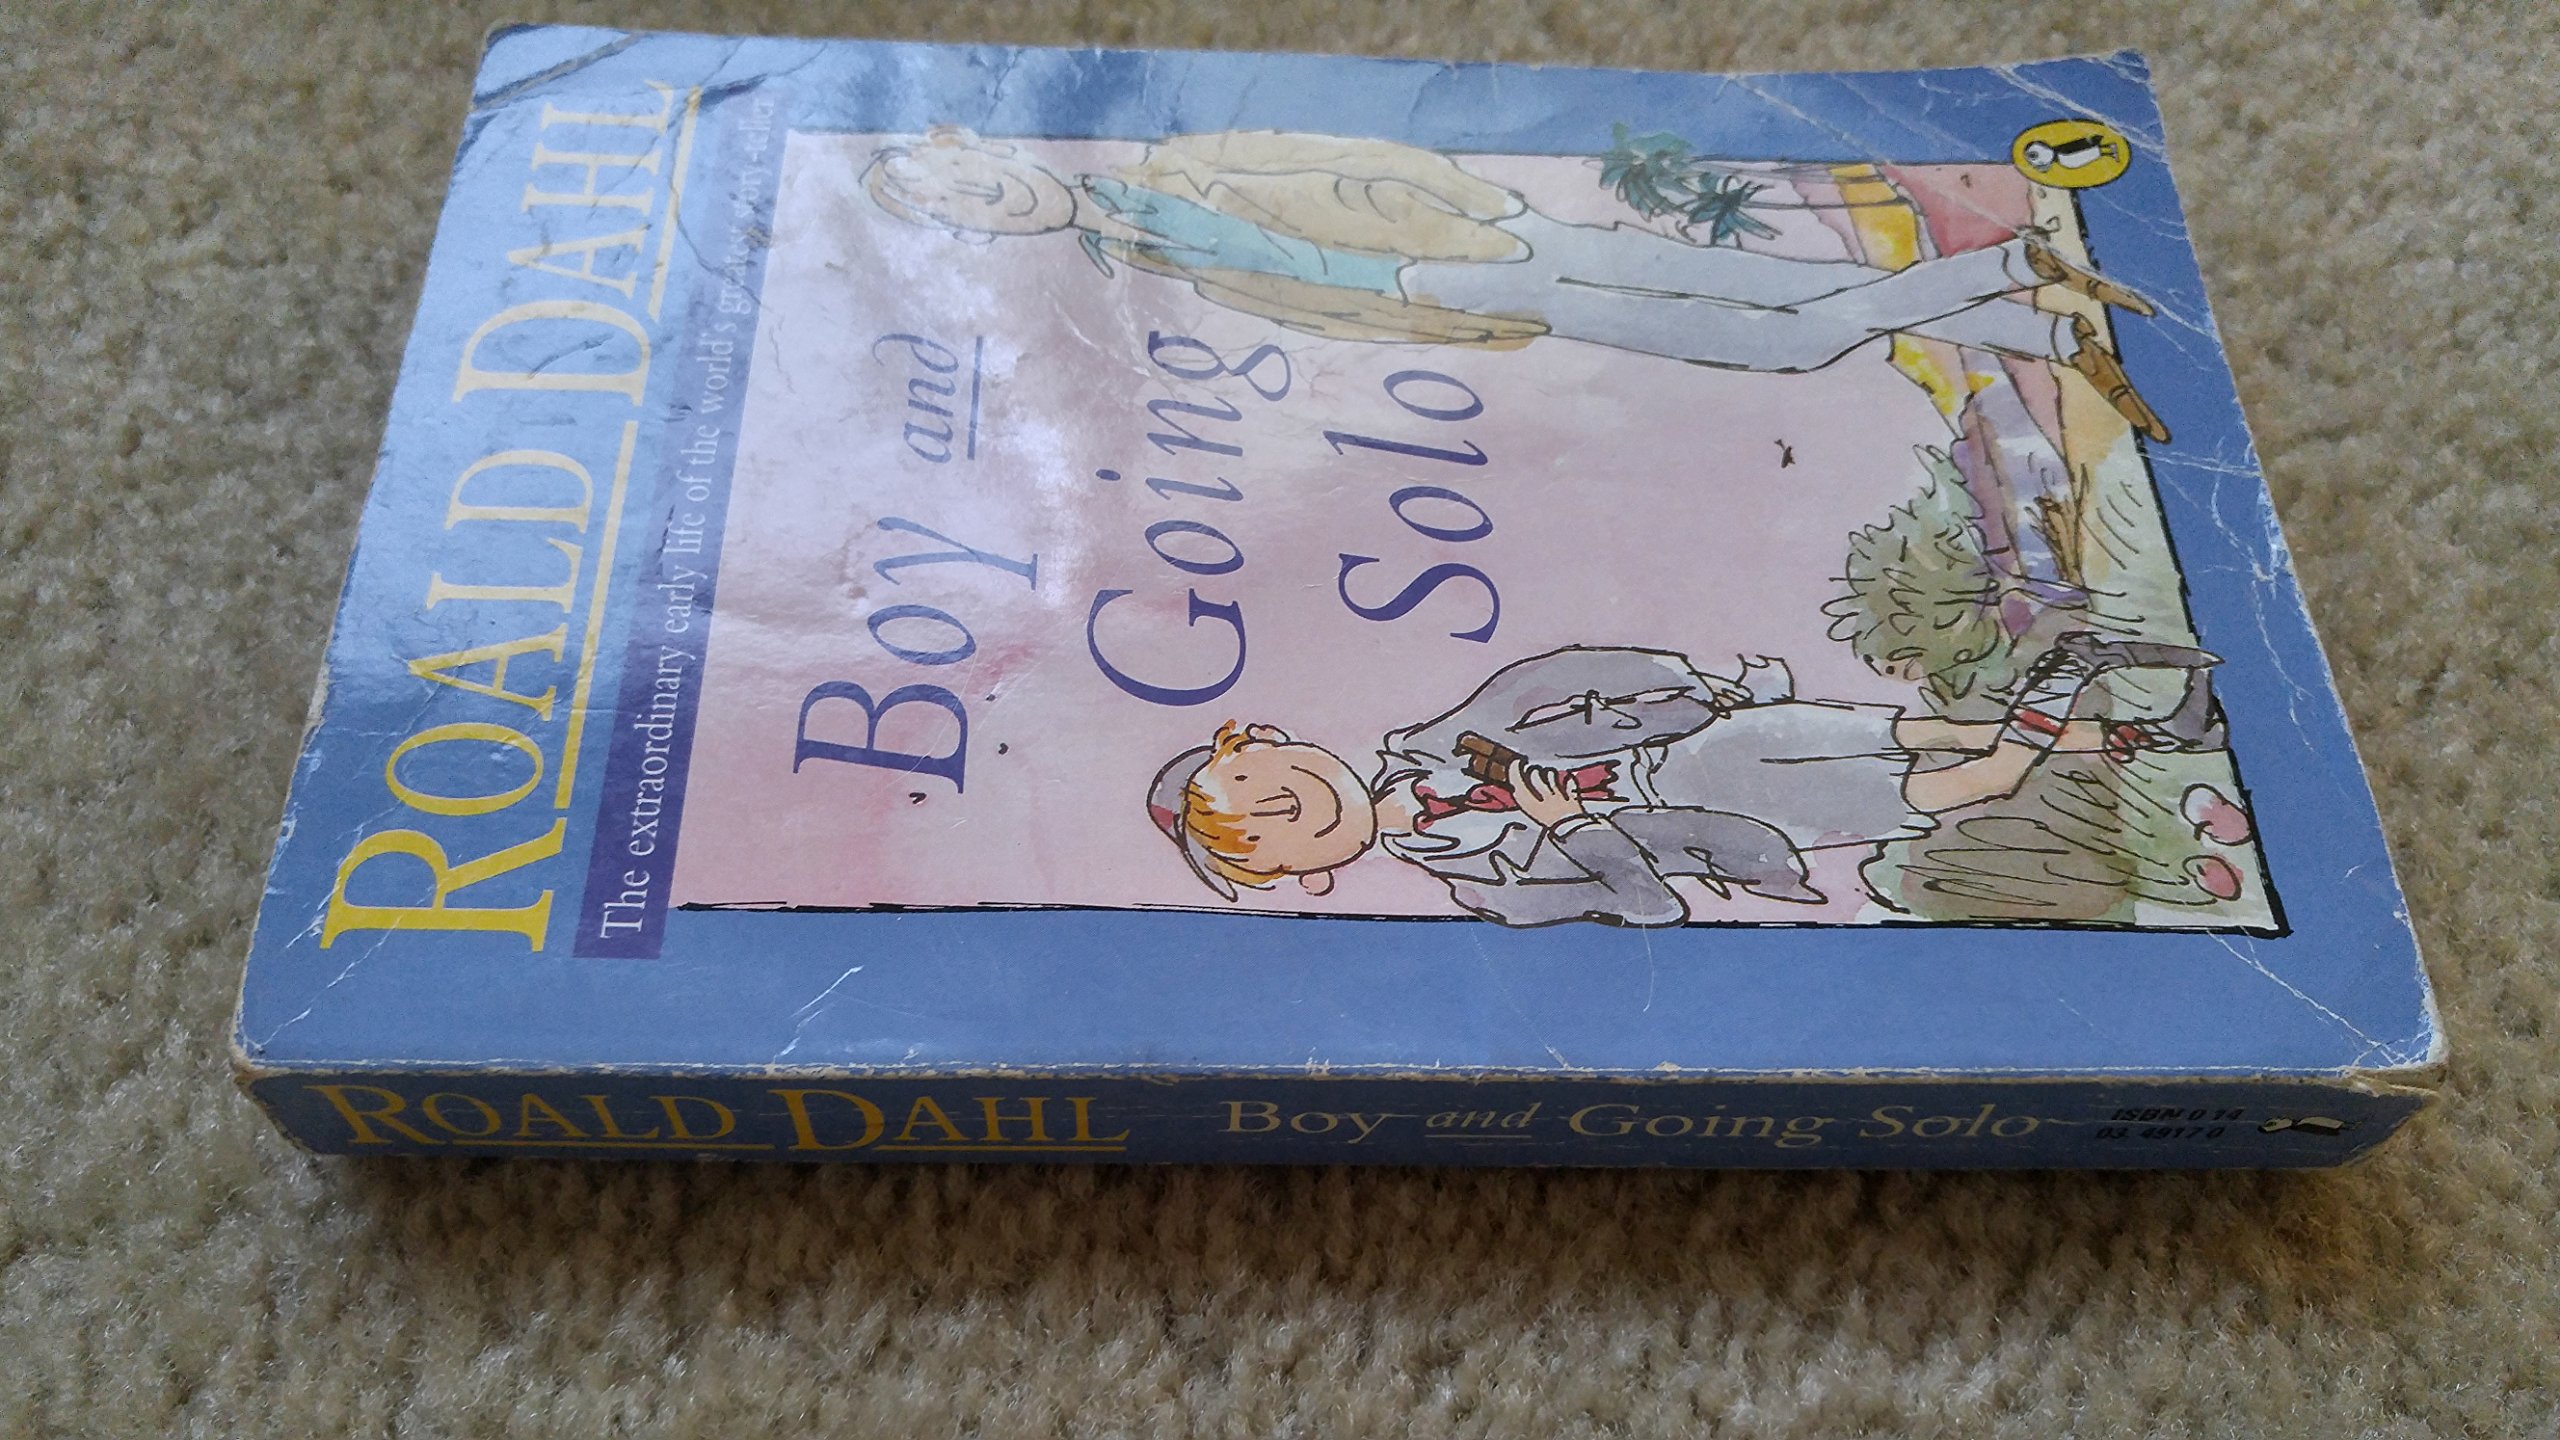 ROALD DAHL
The extraordinary early life of the world's greatest story-teller
Boy and
Going
Solo
ROALD DAHL Boy and Going Solo
ISBN 0 14
03. 4917 0